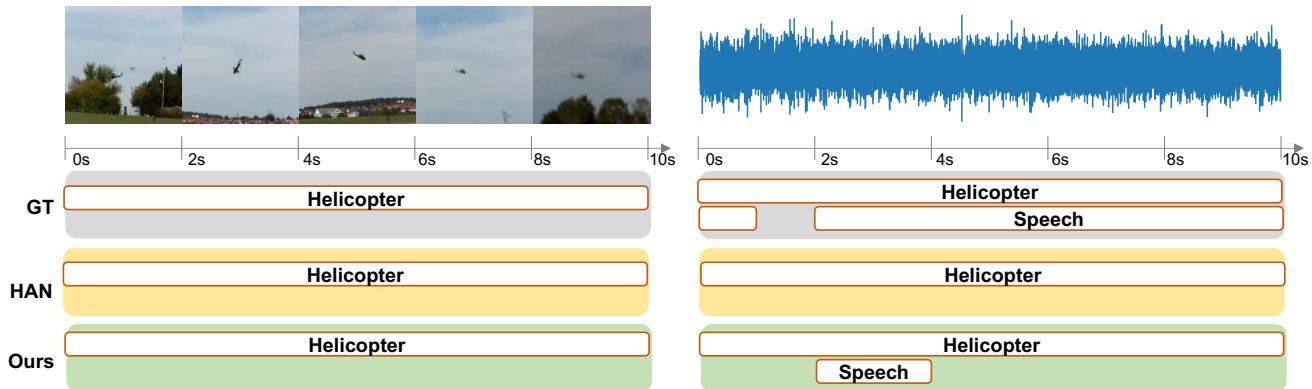 0s 2s 4s 6s 8s 10s 0s 2s 4s 6s 8s 10s
GT Helicopter Helicopter
Speech
HAN Helicopter Helicopter
Ours Helicopter Helicopter
Speech